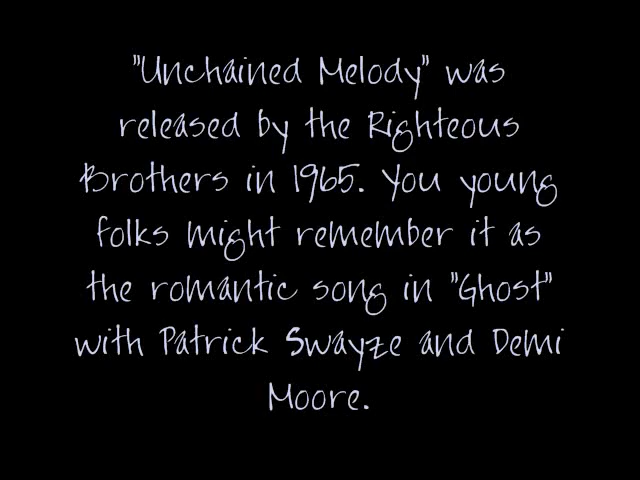 "Unchained Melody" was
released by the Righteous
Brothers in 1965. You young
folks might remember it as
the romantic song in "Ghost"
with Patrick Swayze and Demi
Moore.